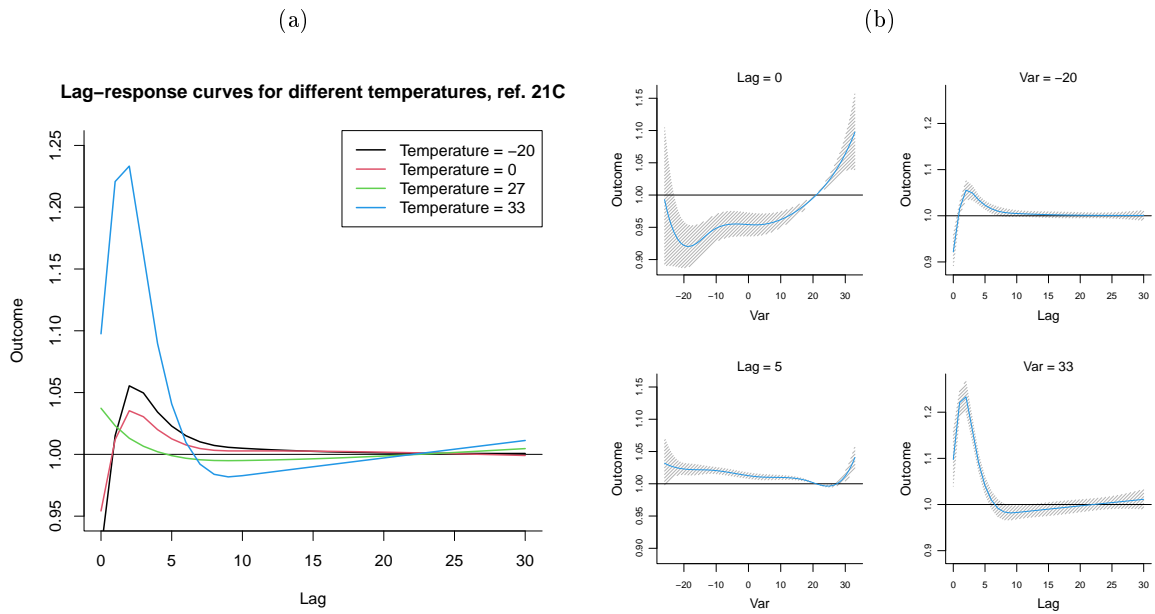 (a)
Lag−response curves for different temperatures, ref. 21C
Temperature = −20
Temperature = 0
Temperature = 27
Temperature = 33
Outcome
0.95 1.00 1.05 1.10 1.15 1.20 1.25
0 5 10 15 20 25 30
Lag
(b)
Lag = 0
Outcome
0.90 0.95 1.00 1.05 1.10 1.15
−20 −10 0 10 20 30
Var
Var = −20
Outcome
0.9 1.0 1.1 1.2
0 5 10 15 20 25 30
Lag
Lag = 5
Outcome
0.90 0.95 1.00 1.05 1.10 1.15
−20 −10 0 10 20 30
Var
Var = 33
Outcome
0.9 1.0 1.1 1.2
0 5 10 15 20 25 30
Lag